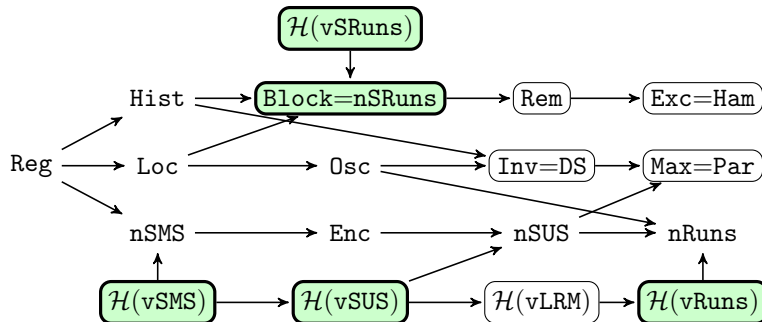 ℋ(vSRuns)
Hist Block=nSRuns Rem Exc=Ham
Reg Loc Osc Inv=DS Max=Par
nSMS Enc nSUS nRuns
ℋ(vSMS) ℋ(vSUS) ℋ(vLRM) ℋ(vRuns)